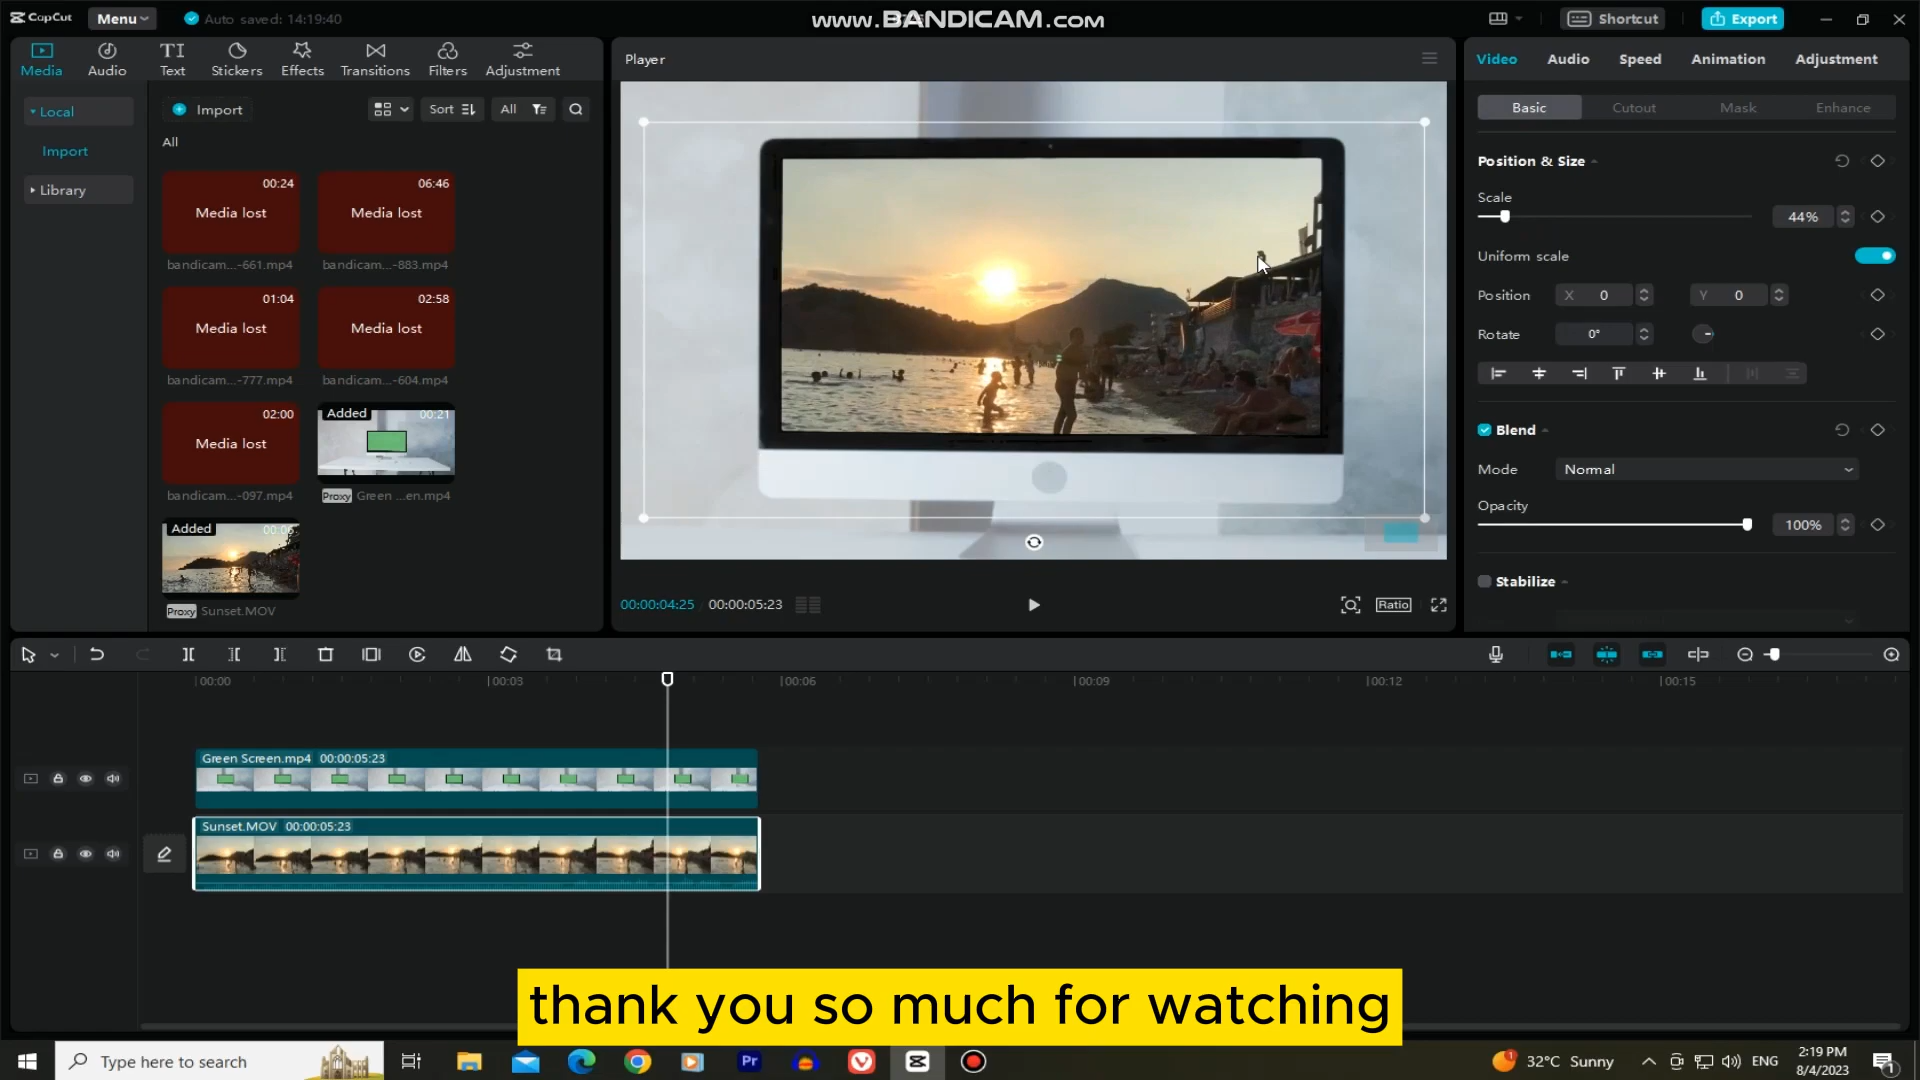 CapCut
Menu
Auto saved: 14:19:40
www.BANDICAM.com
Shortcut
Export
Media
Audio
Text
Stickers
Effects
Transitions
Filters
Adjustment
Local
Import
Library
Import
Sort
All
All
00:24
Media lost
bandicam...-661.mp4
06:46
Media lost
bandicam...-883.mp4
01:04
Media lost
bandicam...-777.mp4
02:58
Media lost
bandicam...-604.mp4
02:00
Media lost
bandicam...-097.mp4
Added
00:21
Proxy Green ...en.mp4
Added
00:06
Proxy Sunset.MOV
Player
00:00:04:25 / 00:00:05:23
Ratio
Video
Audio
Speed
Animation
Adjustment
Basic
Cutout
Mask
Enhance
Position & Size
Scale
44%
Uniform scale
Position X 0 Y 0
Rotate 0°
Blend
Mode Normal
Opacity
100%
Stabilize
00:00
00:03
00:06
00:09
00:12
00:15
Green Screen.mp4 00:00:05:23
Sunset.MOV 00:00:05:23
thank you so much for watching
Type here to search
Pr
1
32°C Sunny
ENG
2:19 PM
8/4/2023
1